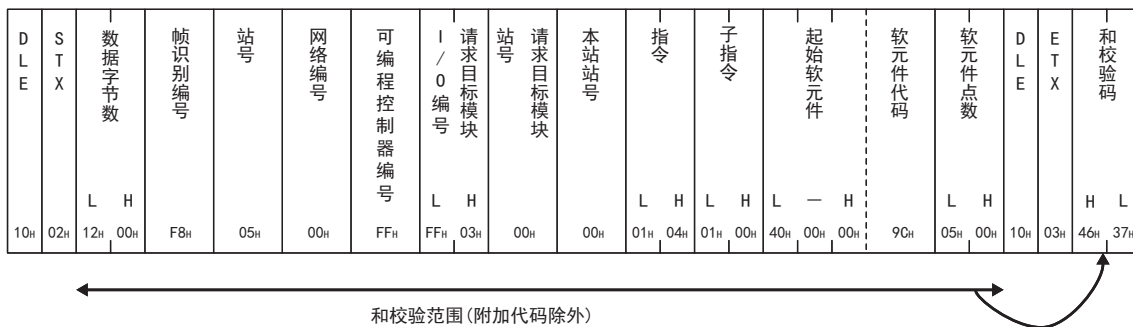 DLE
STX
数据字节数
帧识别编号
站号
网络编号
可编程控制器编号
请求目标模块
I/O编号
请求目标模块
站号
本站站号
指令
子指令
起始软元件
软元件代码
软元件点数
DLE
ETX
和校验码
L H L H L H L H L — H L H H L
10H 02H 12H 00H F8H 05H 00H FFH FFH 03H 00H 00H 01H 04H 01H 00H 40H 00H 00H 9CH 05H 00H 10H 03H 46H 37H
和校验范围(附加代码除外)